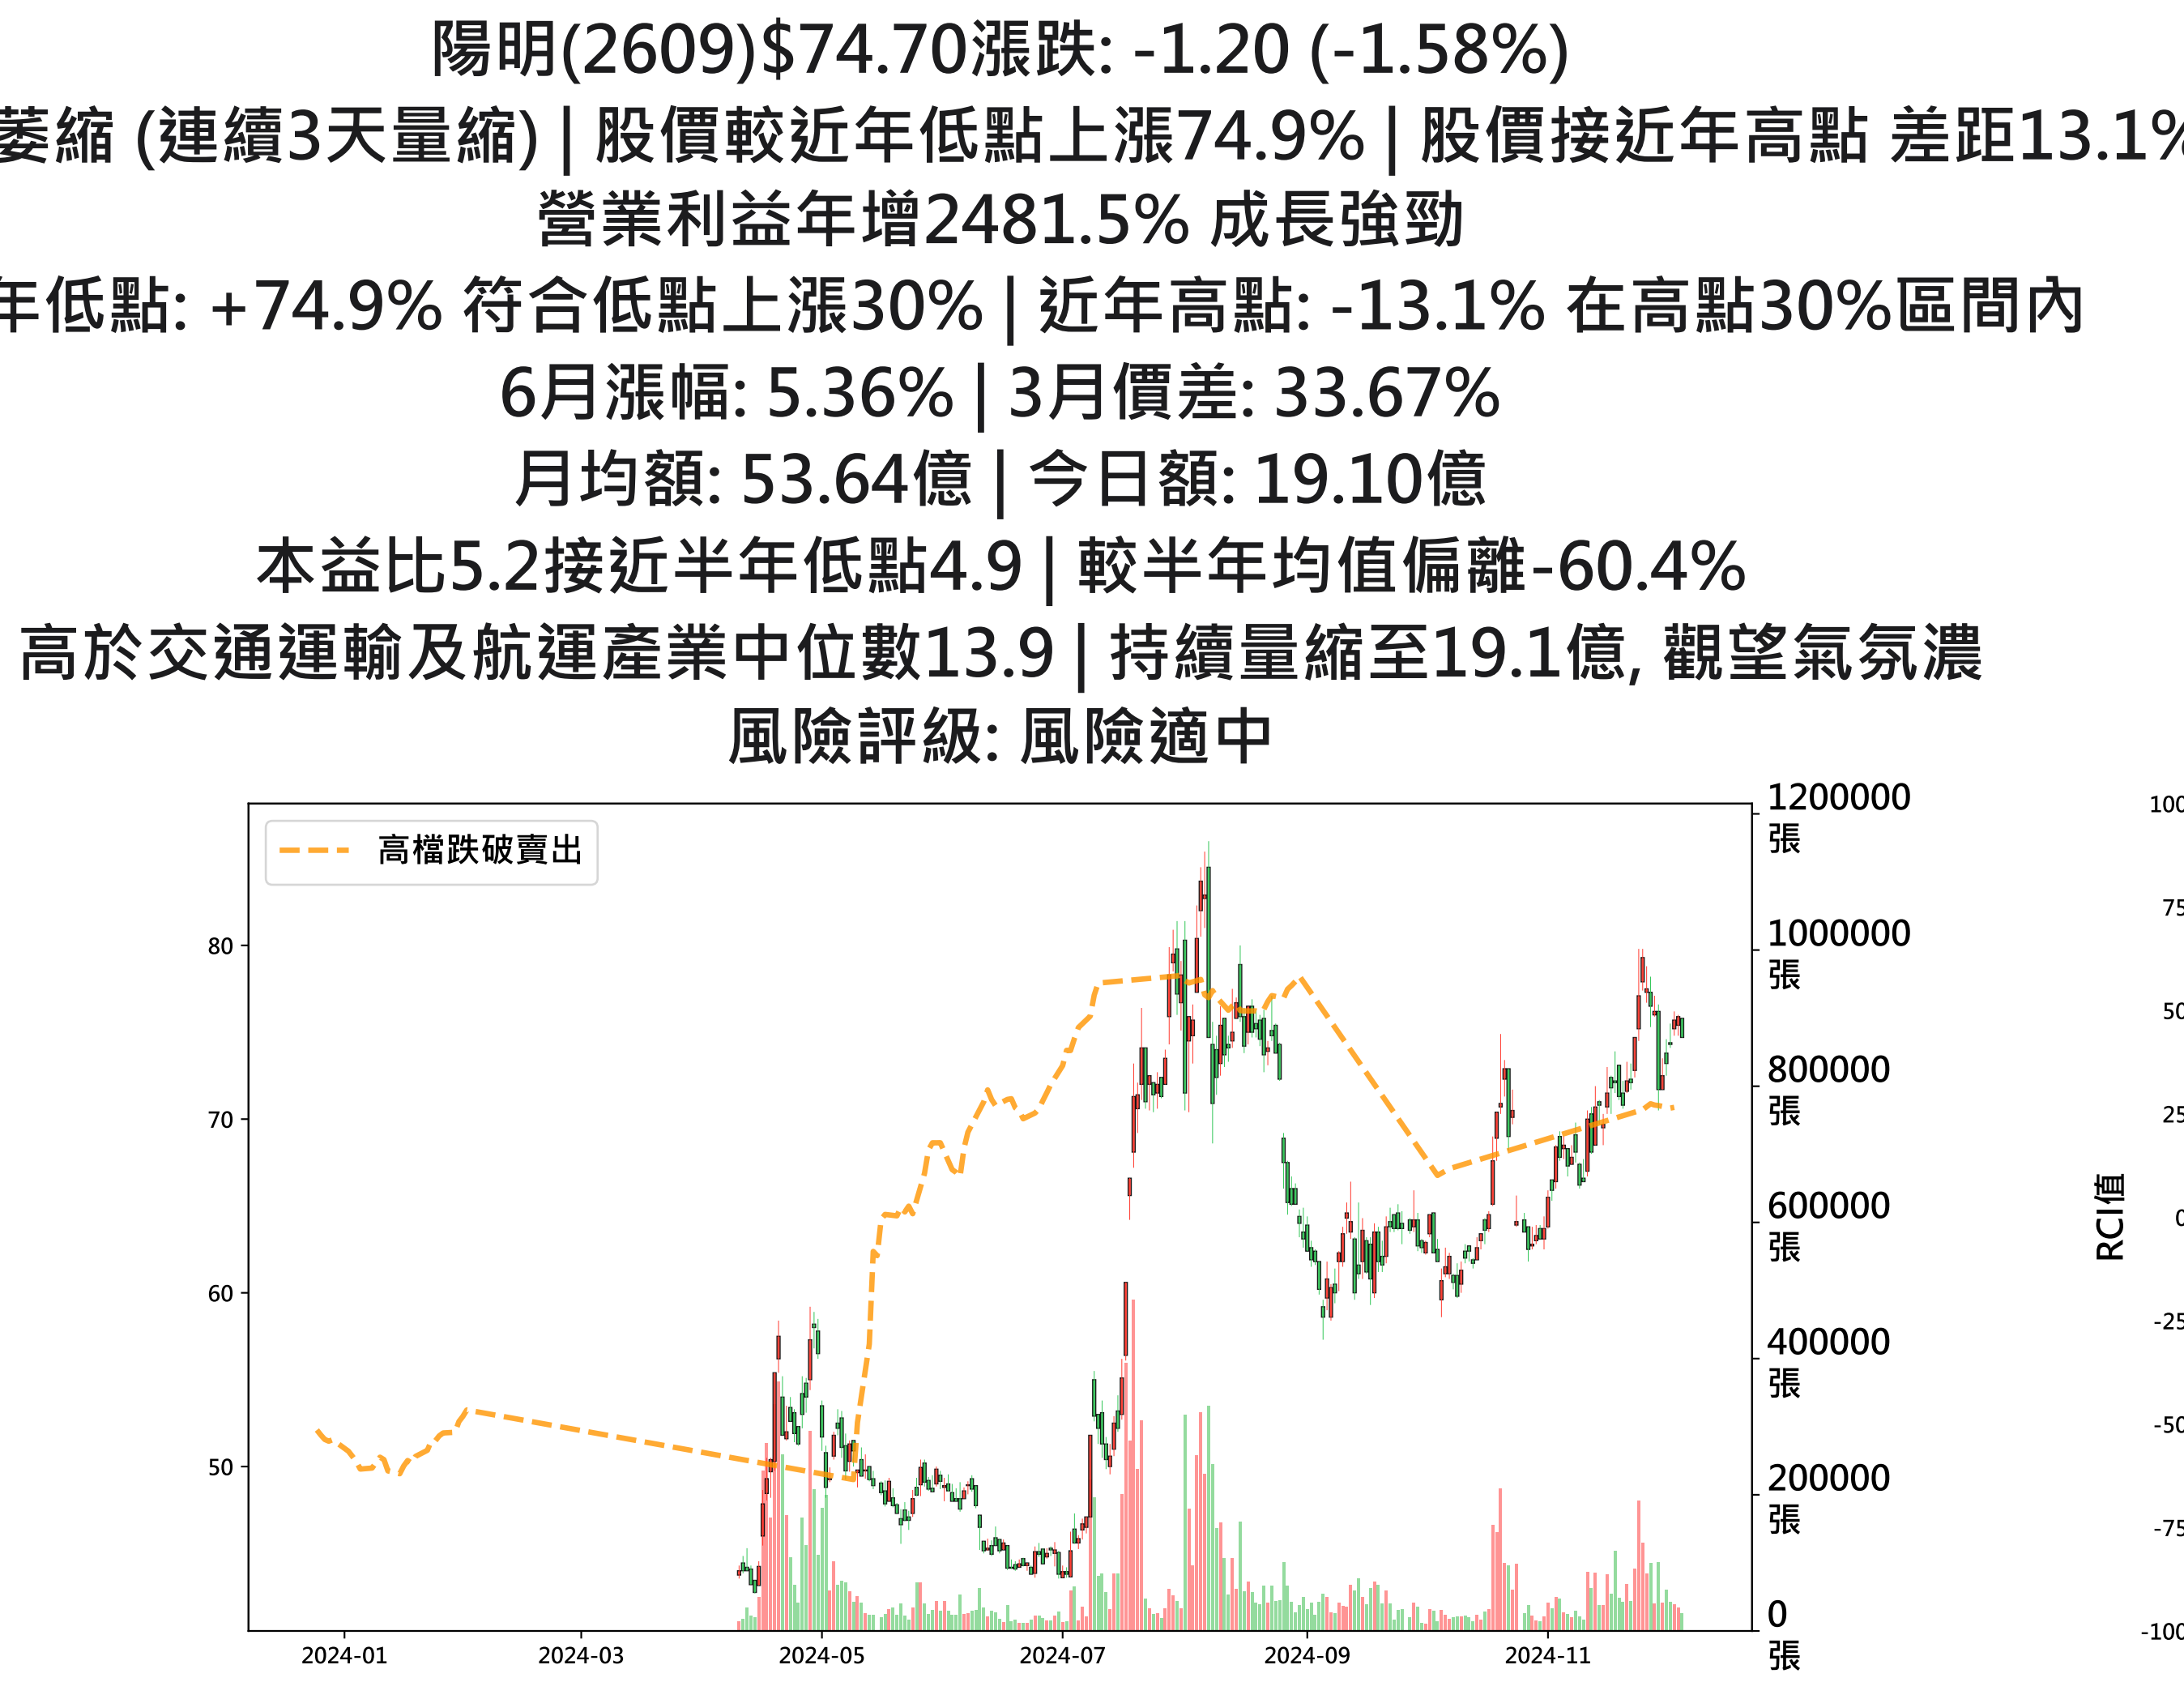 陽明(2609)$74.70漲跌: -1.20 (-1.58%)
萎縮 (連續3天量縮) | 股價較近年低點上漲74.9% | 股價接近年高點 差距13.1%
營業利益年增2481.5% 成長強勁
年低點: +74.9% 符合低點上漲30% | 近年高點: -13.1% 在高點30%區間內
6月漲幅: 5.36% | 3月價差: 33.67%
月均額: 53.64億 | 今日額: 19.10億
本益比5.2接近半年低點4.9 | 較半年均值偏離-60.4%
高於交通運輸及航運產業中位數13.9 | 持續量縮至19.1億, 觀望氣氛濃
風險評級: 風險適中
高檔跌破賣出
80
70
60
50
2024-01
2024-03
2024-05
2024-07
2024-09
2024-11
1200000
張
1000000
張
800000
張
600000
張
400000
張
200000
張
0
張
RCI值
100
75
50
25
0
-25
-50
-75
-100